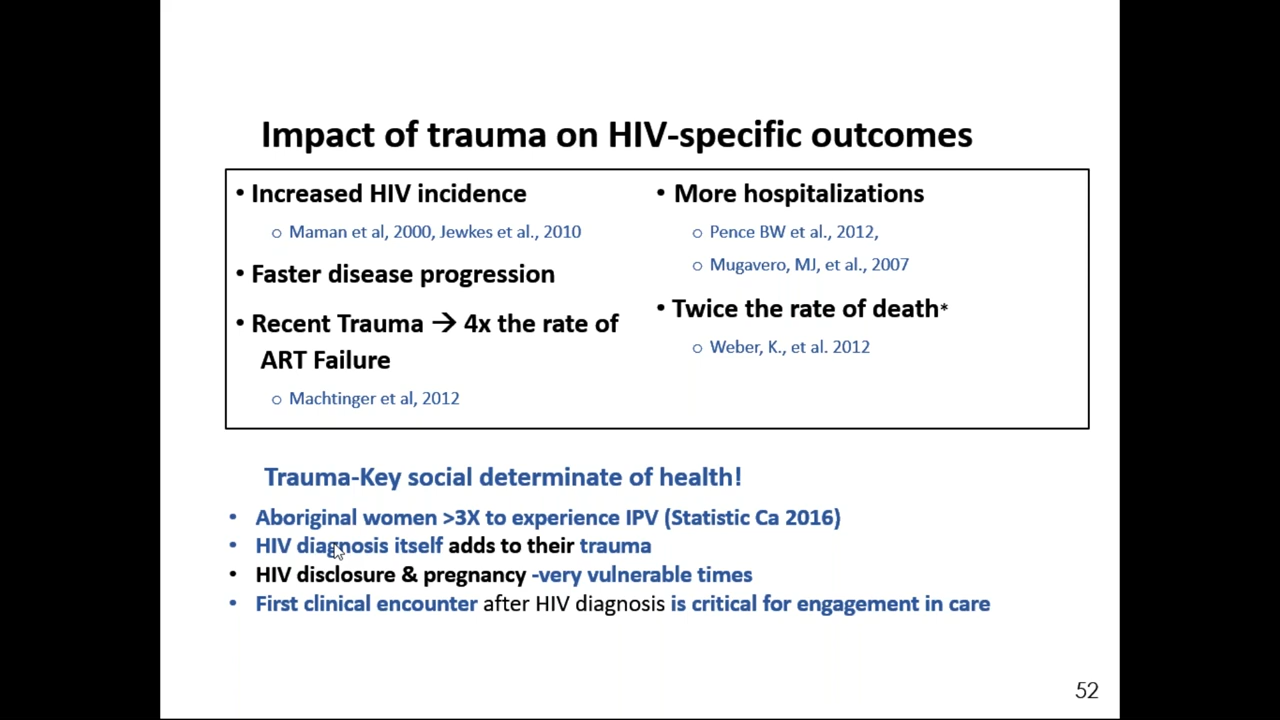 Impact of trauma on HIV-specific outcomes
• Increased HIV incidence
o Maman et al, 2000, Jewkes et al., 2010
• Faster disease progression
• Recent Trauma → 4x the rate of
ART Failure
o Machtinger et al, 2012
• More hospitalizations
o Pence BW et al., 2012,
o Mugavero, MJ, et al., 2007
• Twice the rate of death*
o Weber, K., et al. 2012
Trauma-Key social determinate of health!
• Aboriginal women >3X to experience IPV (Statistic Ca 2016)
• HIV diagnosis itself adds to their trauma
• HIV disclosure & pregnancy -very vulnerable times
• First clinical encounter after HIV diagnosis is critical for engagement in care
52